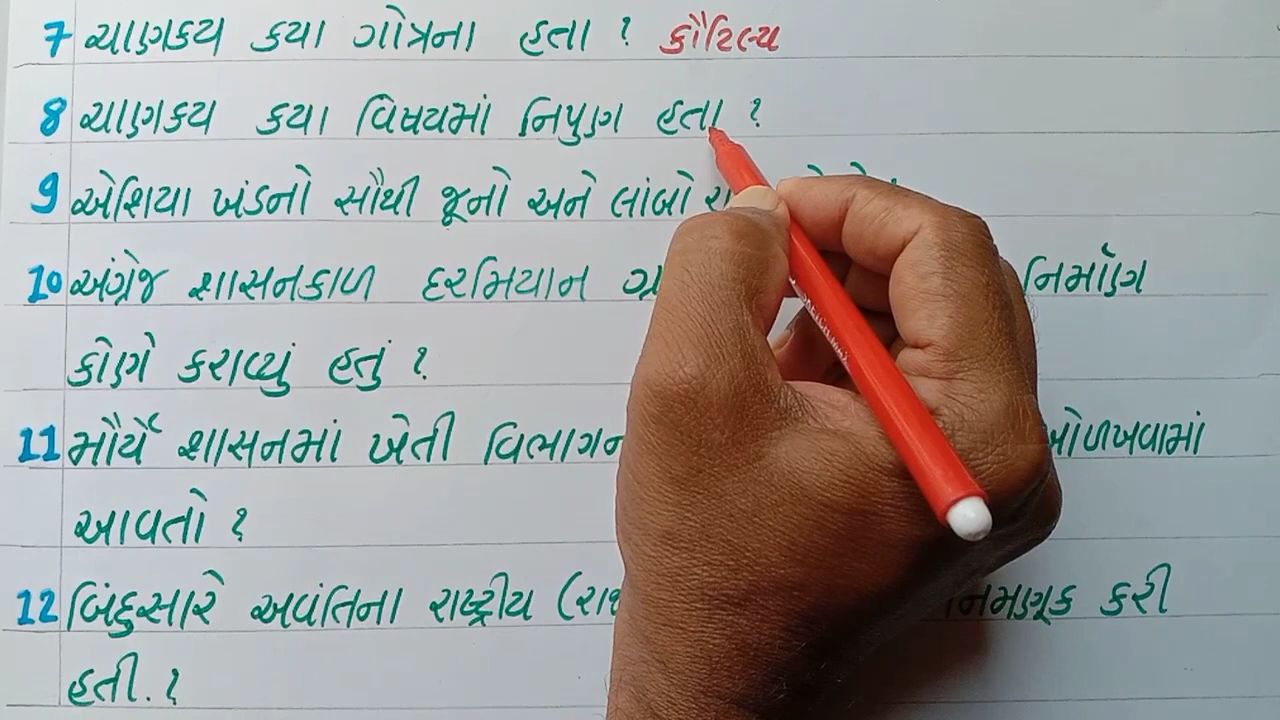 7 ચાણક્ય કયા ગોત્રના હતા ? કૌટિલ્ય
8 ચાણક્ય કયા વિષયમાં નિપુણ હતા ?
9 એશિયા ખંડનો સૌથી જૂનો અને લાંબો
10 અંગ્રેજ શાસનકાળ દરમિયાન નિર્માણ
કોણે કરાવ્યું હતું ?
11 મૌર્ય શાસનમાં ખેતી ઓળખવામાં
આવતો ?
12 બિંદુસારે અવંતિના રાષ્ટ્રીય નિમણૂક કરી
હતી. ?